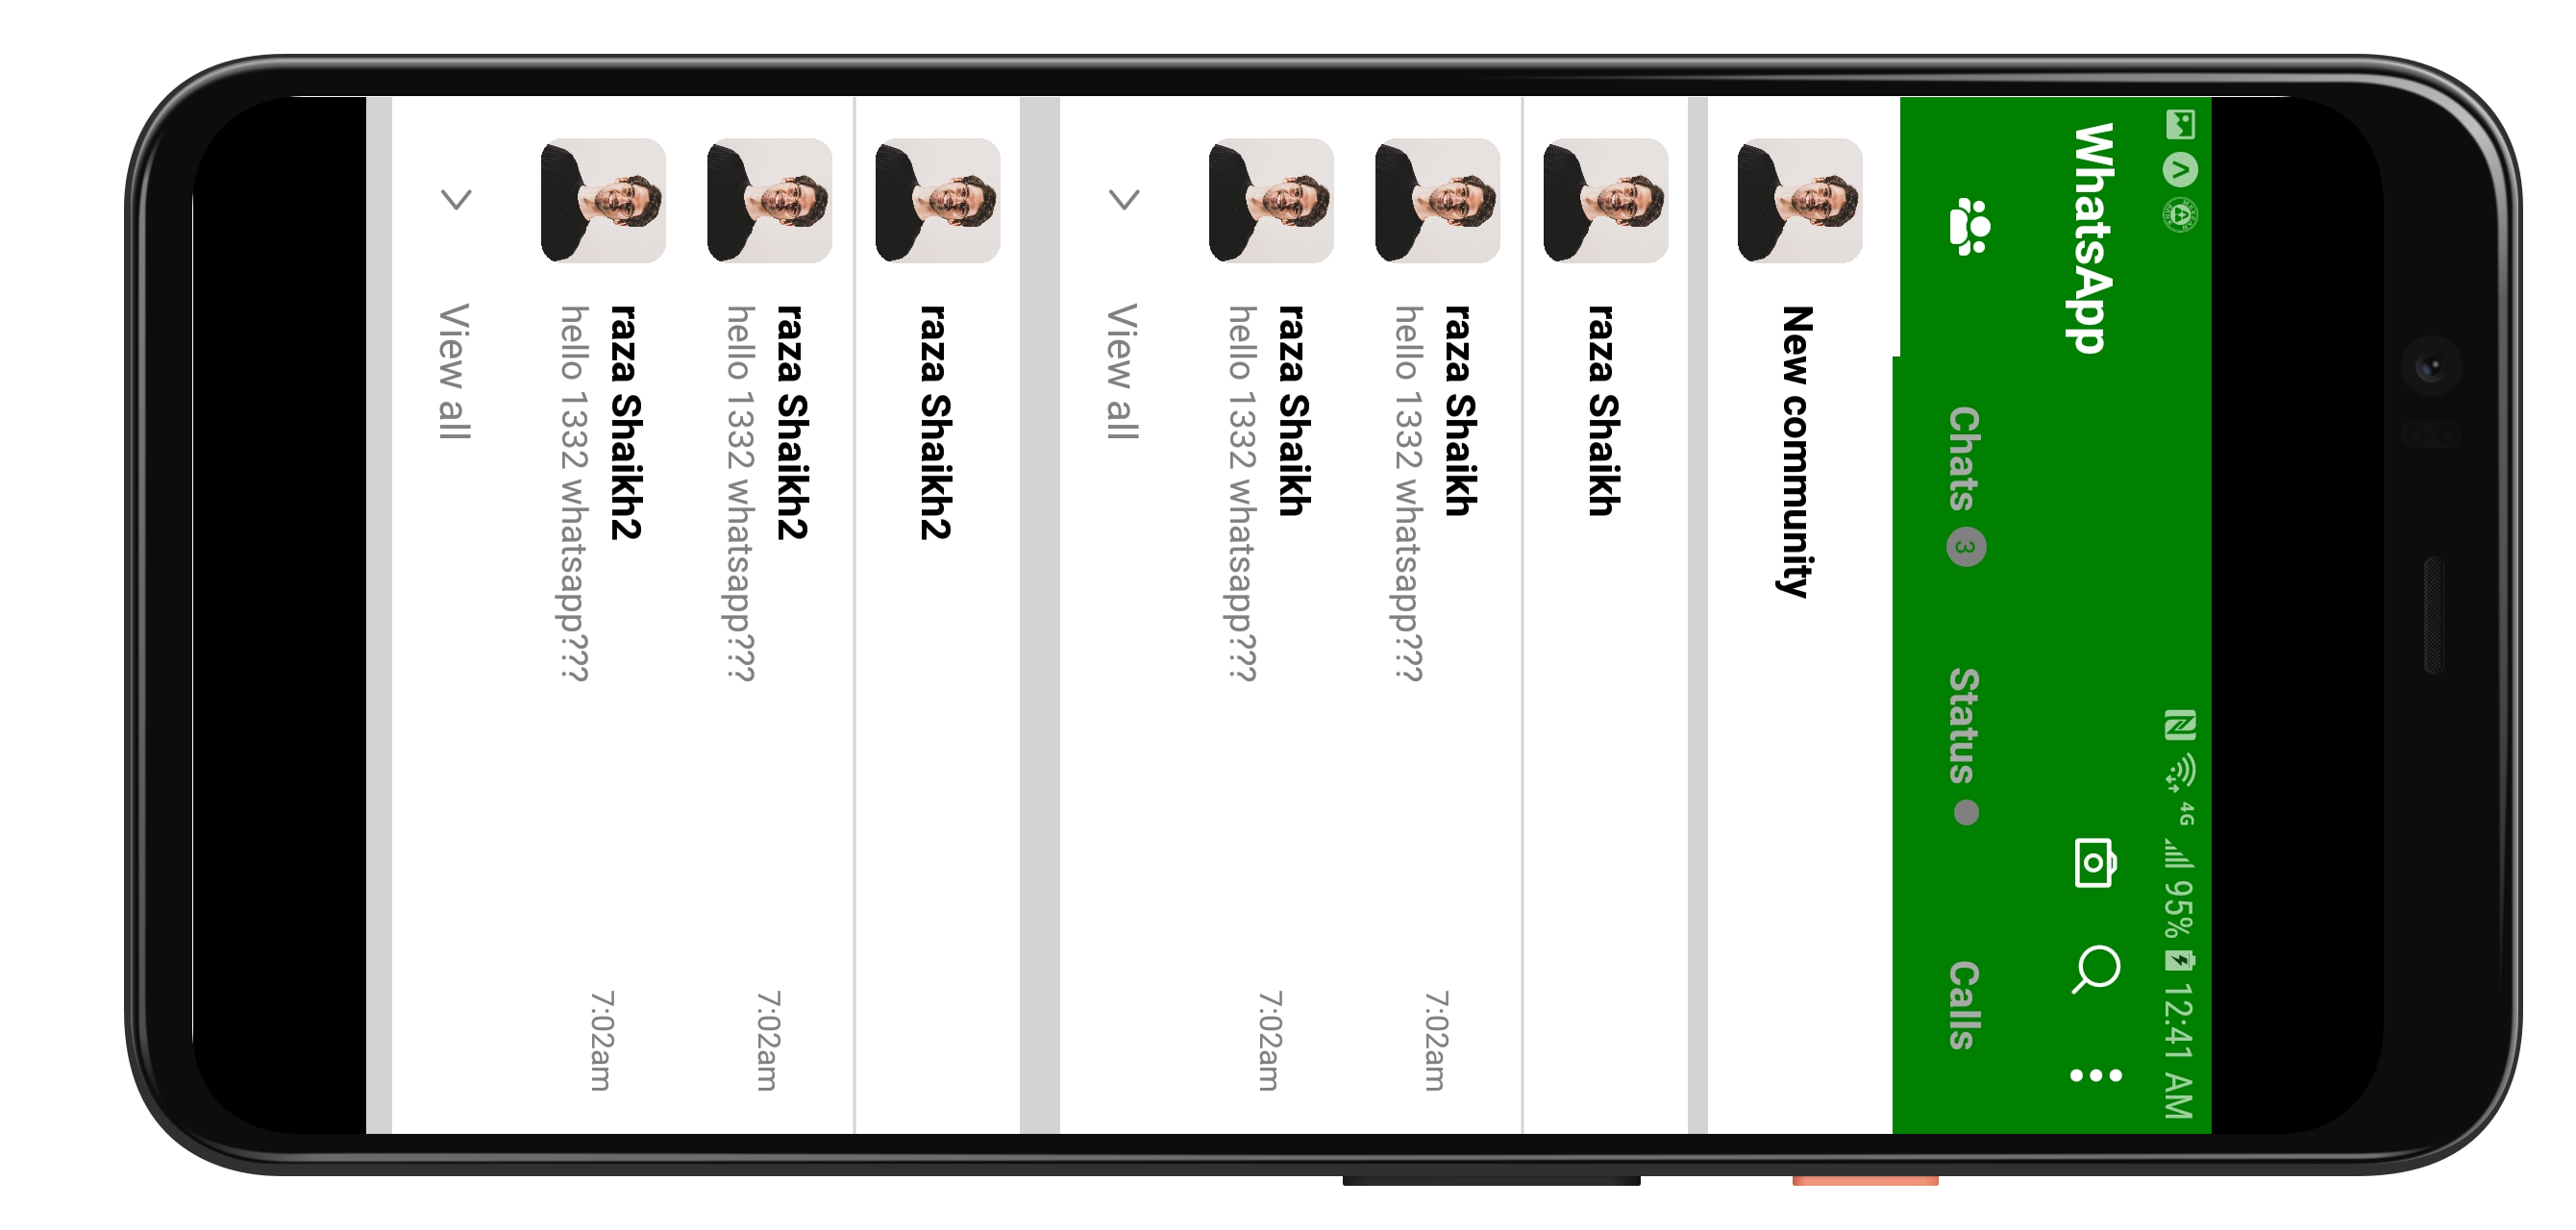 4G 95% 12:41 AM
WhatsApp
Chats 3 Status Calls
New community
raza Shaikh
raza Shaikh
hello 1332 whatsapp???
7:02am
raza Shaikh
hello 1332 whatsapp???
7:02am
View all
raza Shaikh2
raza Shaikh2
hello 1332 whatsapp???
7:02am
raza Shaikh2
hello 1332 whatsapp???
7:02am
View all